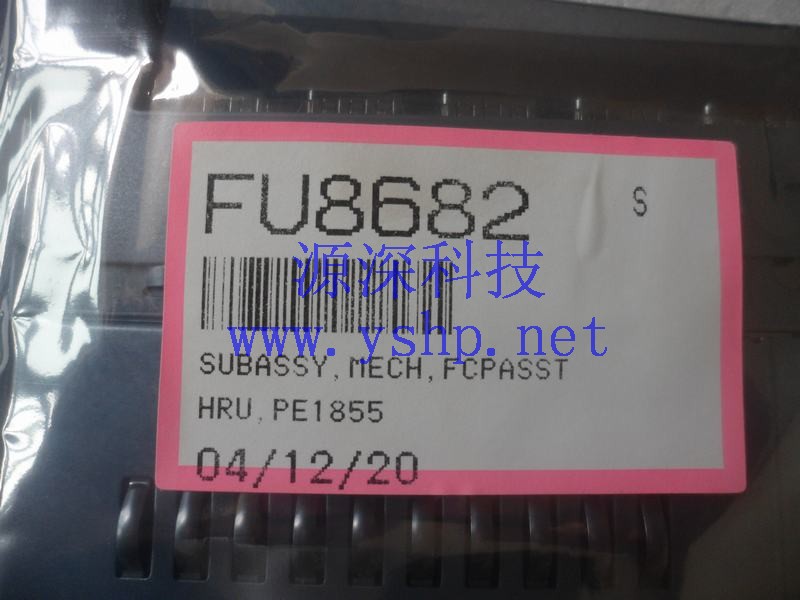 FU8682 S
源深科技
www.yshp.net
SUBASSY,MECH,FCPASST
HRU,PE1855
04/12/20